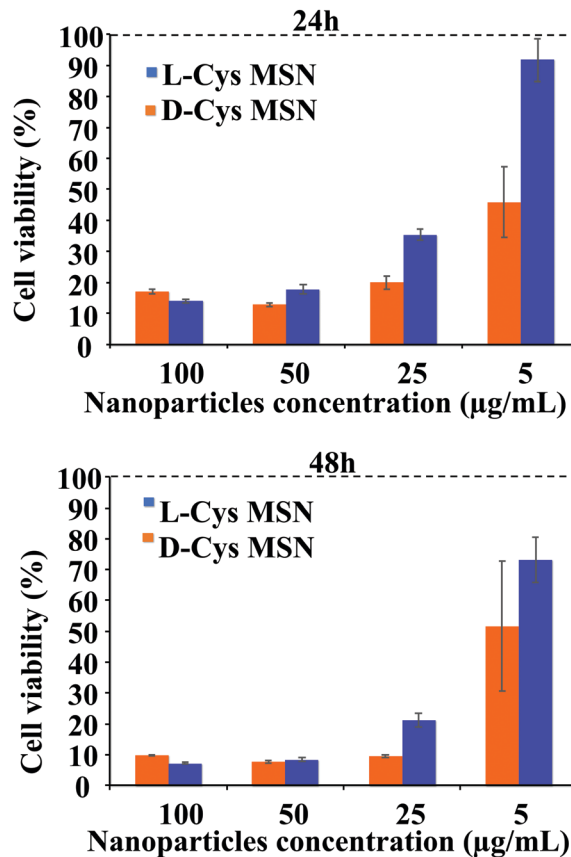 24h
100
90
80
70
60
50
40
30
20
10
0
Cell viability (%)
L-Cys MSN
D-Cys MSN
100 50 25 5
Nanoparticles concentration (µg/mL)
48h
100
90
80
70
60
50
40
30
20
10
0
Cell viability (%)
L-Cys MSN
D-Cys MSN
100 50 25 5
Nanoparticles concentration (µg/mL)